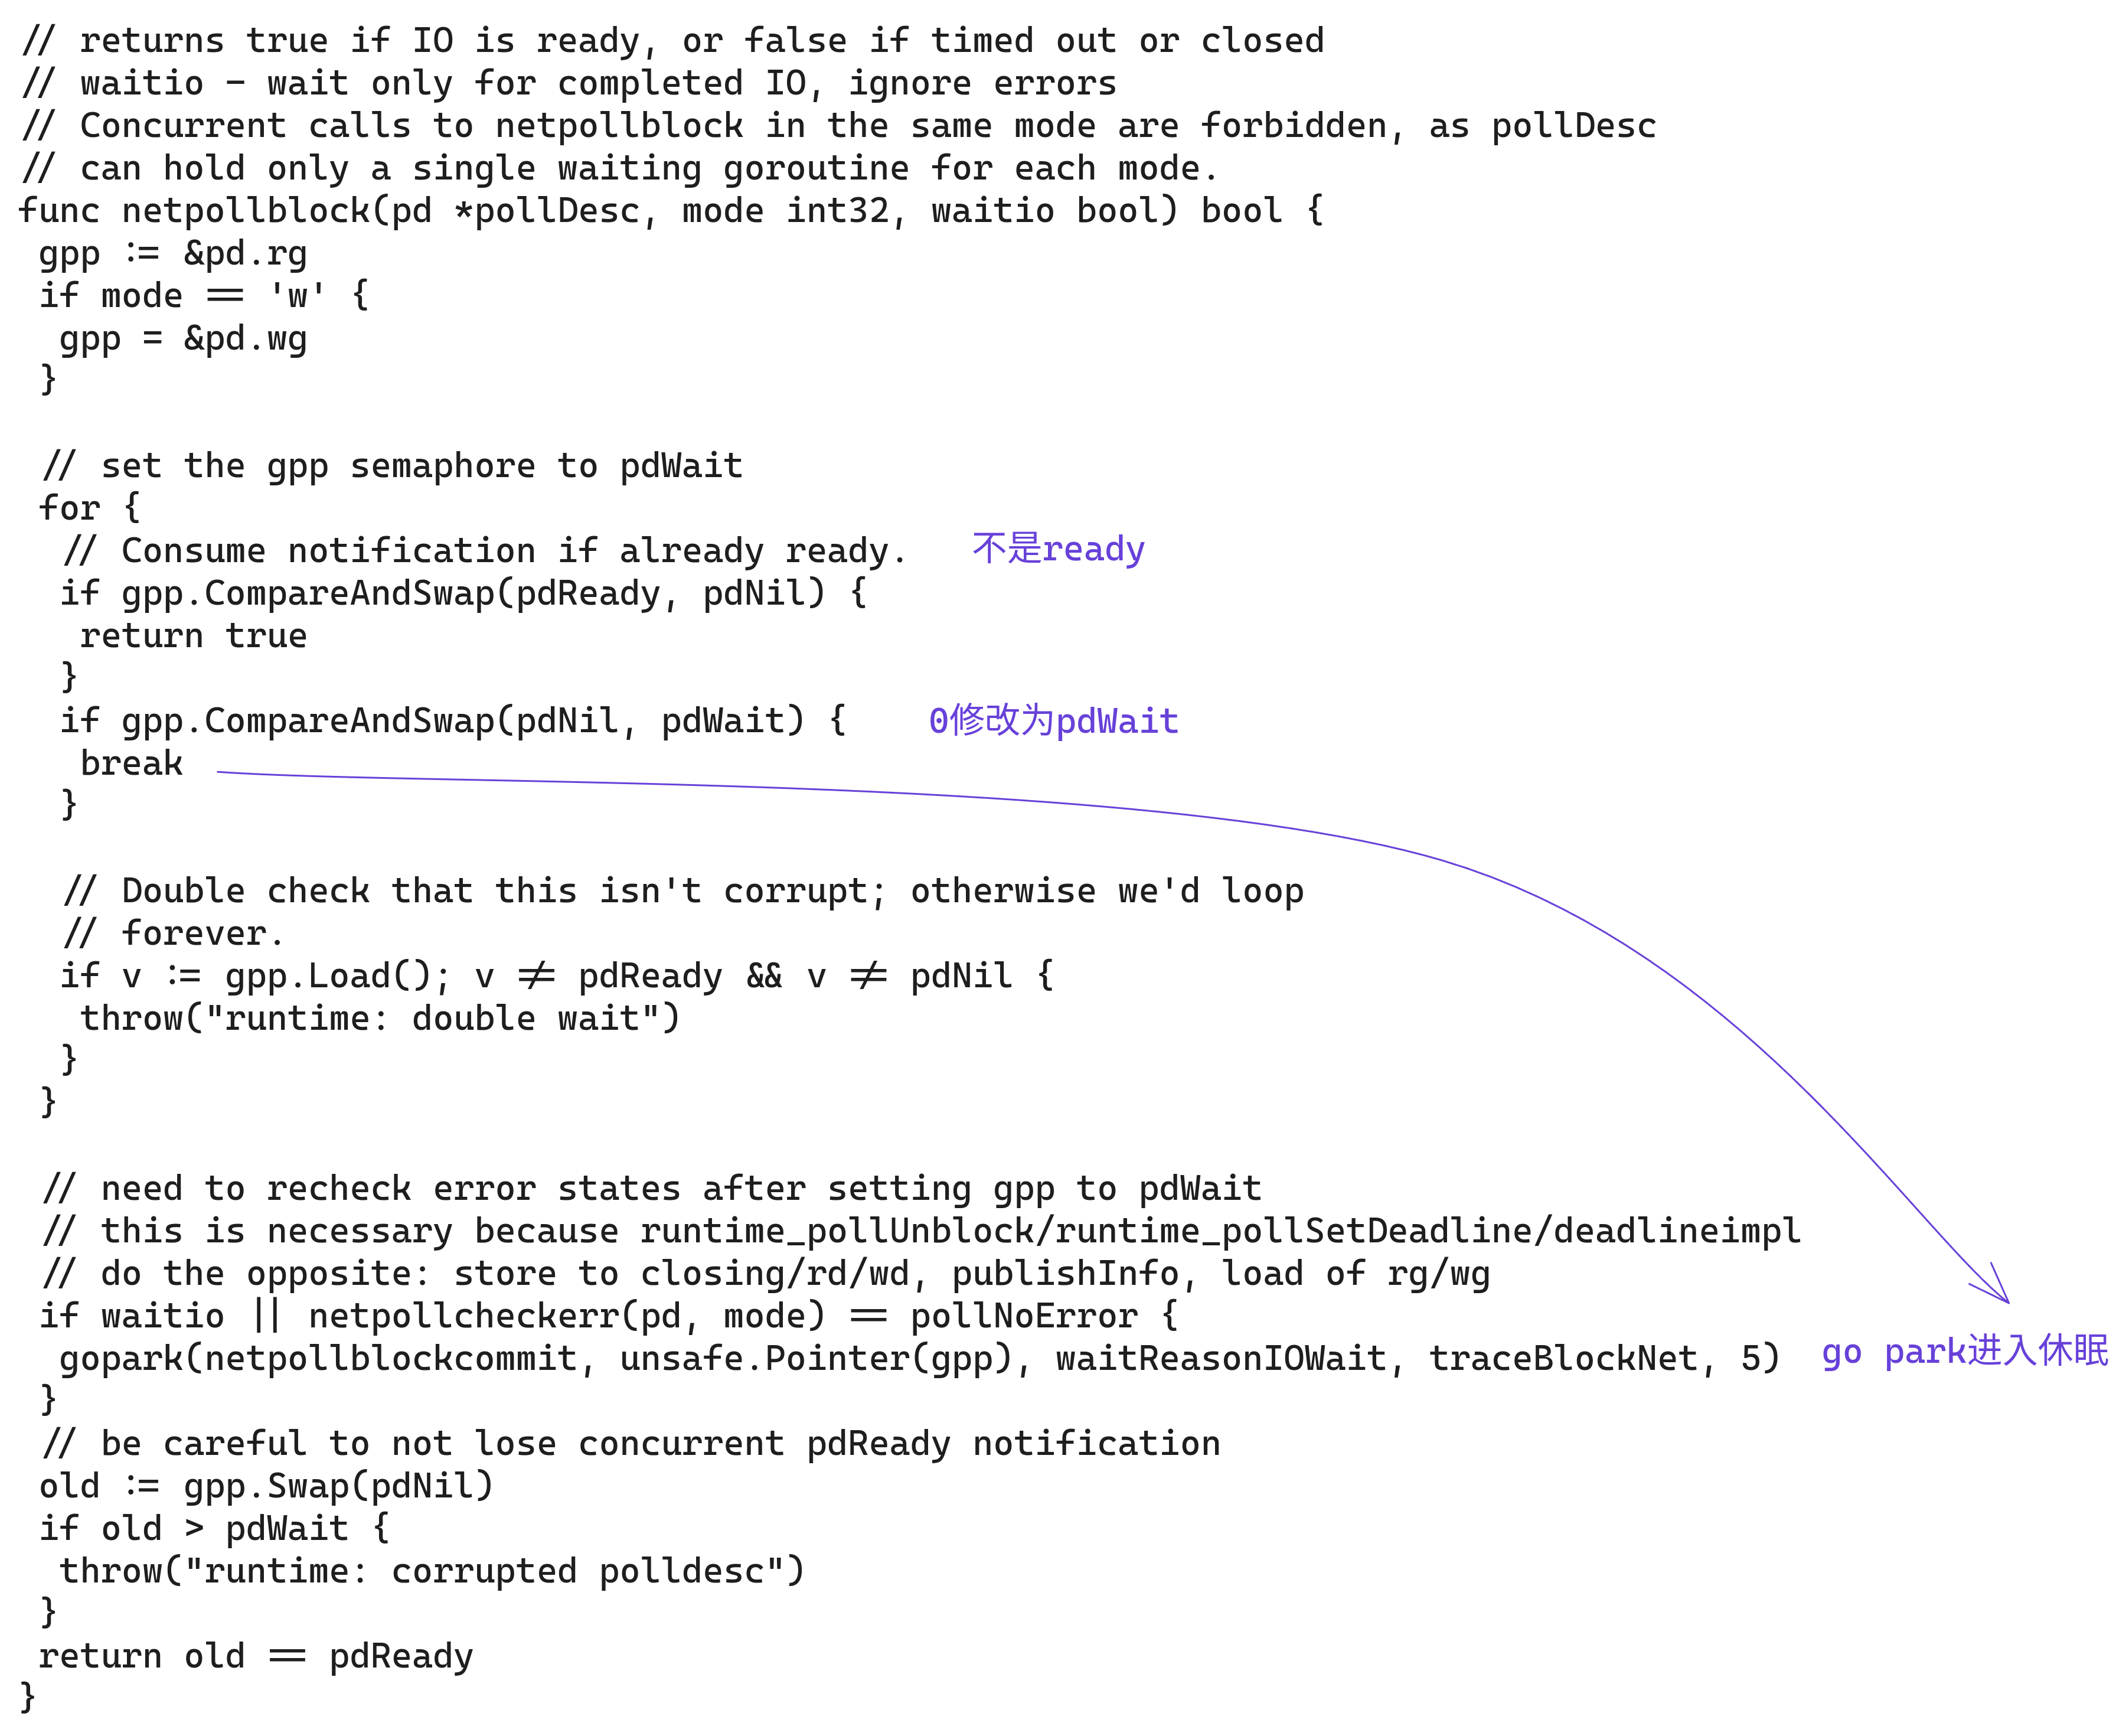 // returns true if IO is ready, or false if timed out or closed
// waitio - wait only for completed IO, ignore errors
// Concurrent calls to netpollblock in the same mode are forbidden, as pollDesc
// can hold only a single waiting goroutine for each mode.
func netpollblock(pd *pollDesc, mode int32, waitio bool) bool {
 gpp := &pd.rg
 if mode == 'w' {
  gpp = &pd.wg
 }

 // set the gpp semaphore to pdWait
 for {
  // Consume notification if already ready. 不是ready
  if gpp.CompareAndSwap(pdReady, pdNil) {
   return true
  }
  if gpp.CompareAndSwap(pdNil, pdWait) { 0修改为pdWait
   break
  }

  // Double check that this isn't corrupt; otherwise we'd loop
  // forever.
  if v := gpp.Load(); v != pdReady && v != pdNil {
   throw("runtime: double wait")
  }
 }

 // need to recheck error states after setting gpp to pdWait
 // this is necessary because runtime_pollUnblock/runtime_pollSetDeadline/deadlineimpl
 // do the opposite: store to closing/rd/wd, publishInfo, load of rg/wg
 if waitio || netpollcheckerr(pd, mode) == pollNoError {
  gopark(netpollblockcommit, unsafe.Pointer(gpp), waitReasonIOWait, traceBlockNet, 5) go park进入休眠
 }
 // be careful to not lose concurrent pdReady notification
 old := gpp.Swap(pdNil)
 if old > pdWait {
  throw("runtime: corrupted polldesc")
 }
 return old == pdReady
}